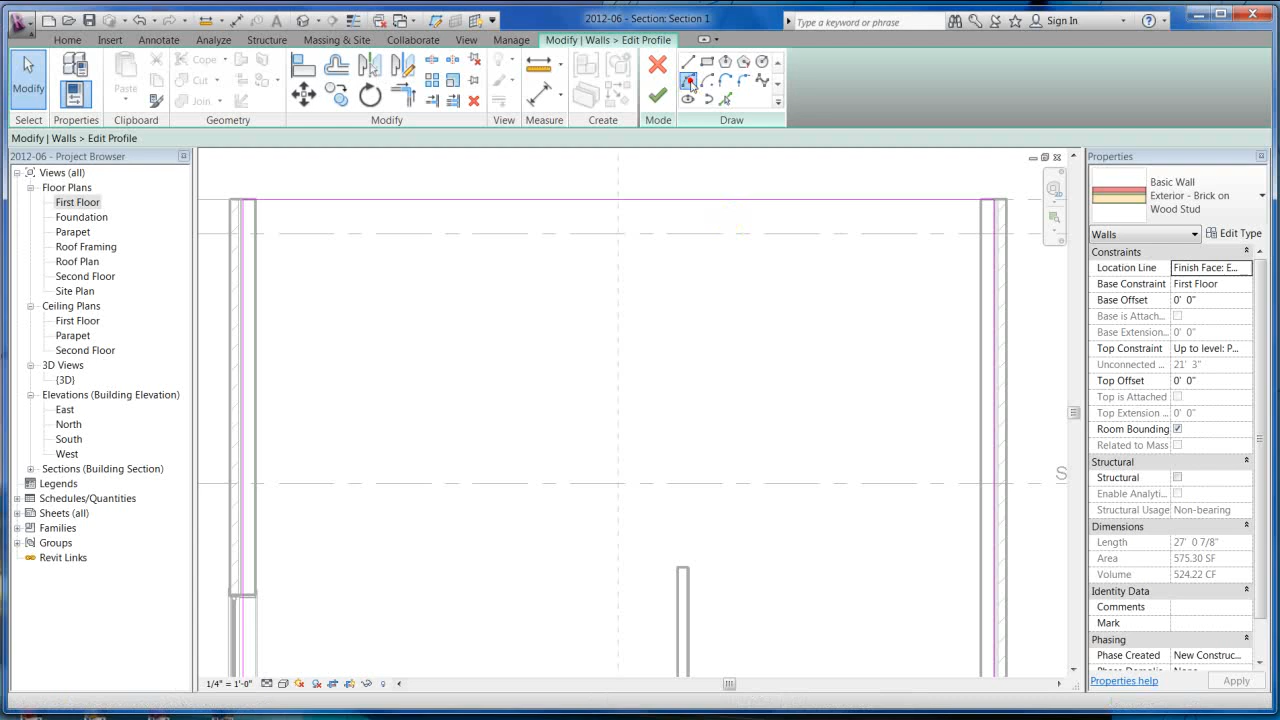 2012-06 - Section: Section 1
Type a keyword or phrase
Sign In
Home
Insert
Annotate
Analyze
Structure
Massing & Site
Collaborate
View
Manage
Modify | Walls > Edit Profile
Modify
Paste
Cope
Cut
Join
Select
Properties
Clipboard
Geometry
Modify
View
Measure
Create
Mode
Draw
Modify | Walls > Edit Profile
2012-06 - Project Browser
Views (all)
Floor Plans
First Floor
Foundation
Parapet
Roof Framing
Roof Plan
Second Floor
Site Plan
Ceiling Plans
First Floor
Parapet
Second Floor
3D Views
{3D}
Elevations (Building Elevation)
East
North
South
West
Sections (Building Section)
Legends
Schedules/Quantities
Sheets (all)
Families
Groups
Revit Links
S
1/4" = 1'-0"
Properties
Basic Wall
Exterior - Brick on
Wood Stud
Walls
Edit Type
Constraints
Location Line Finish Face: E...
Base Constraint First Floor
Base Offset 0' 0"
Base is Attach...
Base Extension... 0' 0"
Top Constraint Up to level: P...
Unconnected ... 21' 3"
Top Offset 0' 0"
Top is Attached
Top Extension ... 0' 0"
Room Bounding
Related to Mass
Structural
Structural
Enable Analyti...
Structural Usage Non-bearing
Dimensions
Length 27' 0 7/8"
Area 575.30 SF
Volume 524.22 CF
Identity Data
Comments
Mark
Phasing
Phase Created New Construc...
Properties help
Apply